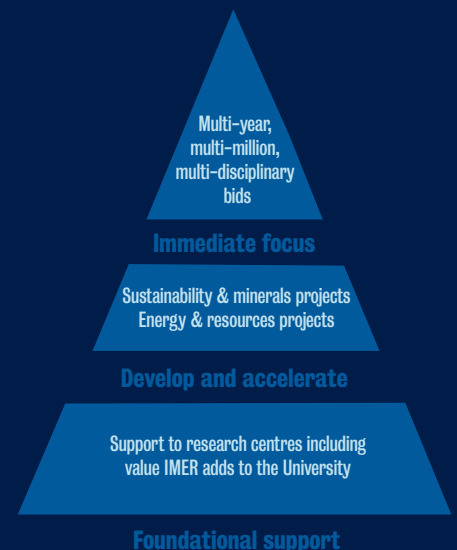 Multi-year,
multi-million,
multi-disciplinary
bids
Immediate focus
Sustainability & minerals projects
Energy & resources projects
Develop and accelerate
Support to research centres including
value IMER adds to the University
Foundational support